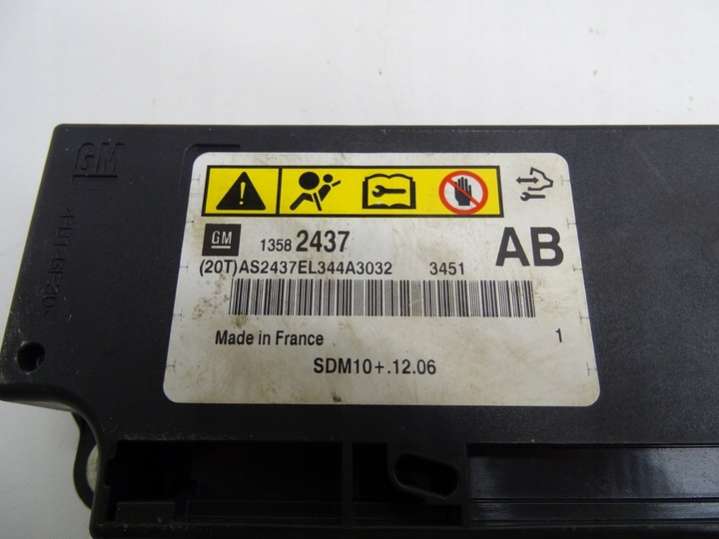 GM
GM 1358 2437 AB
(20T)AS2437EL344A3032 3451
Made in France 1
SDM10+.12.06